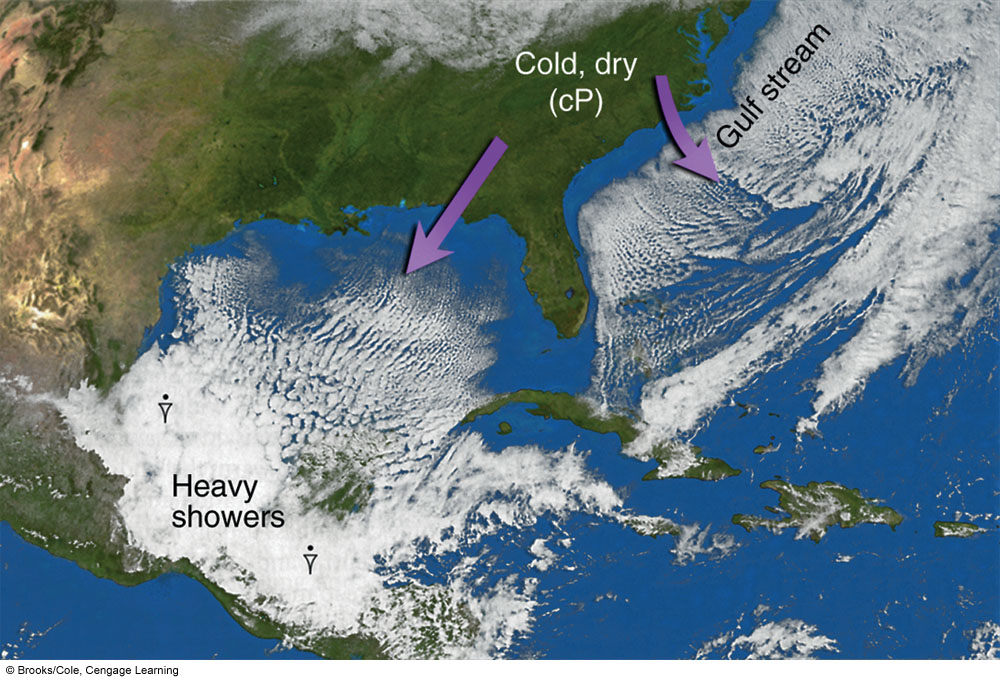 Cold, dry
(cP)
Gulf stream
Heavy
showers
© Brooks/Cole, Cengage Learning